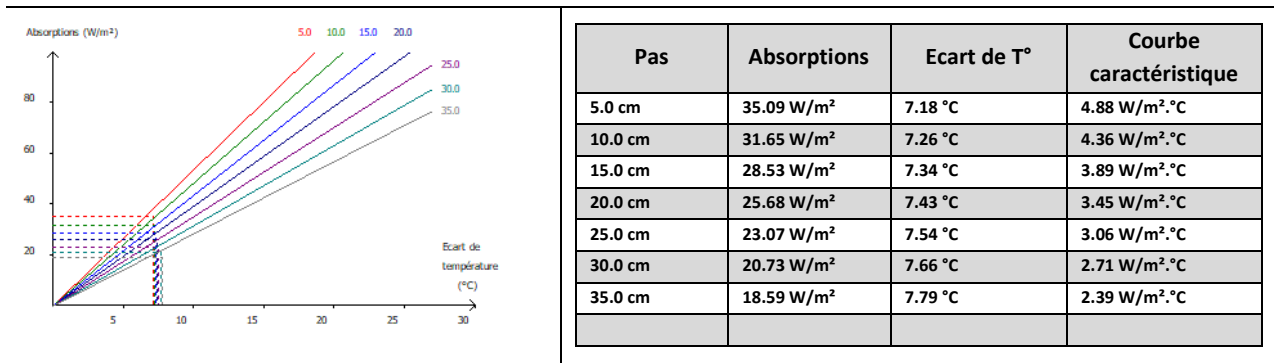 Absorptions (W/m²)
5.0 10.0 15.0 20.0
25.0
30.0
35.0
80
60
40
20
Ecart de
température
(°C)
5 10 15 20 25 30
Pas Absorptions Ecart de T° Courbe caractéristique
5.0 cm 35.09 W/m² 7.18 °C 4.88 W/m².°C
10.0 cm 31.65 W/m² 7.26 °C 4.36 W/m².°C
15.0 cm 28.53 W/m² 7.34 °C 3.89 W/m².°C
20.0 cm 25.68 W/m² 7.43 °C 3.45 W/m².°C
25.0 cm 23.07 W/m² 7.54 °C 3.06 W/m².°C
30.0 cm 20.73 W/m² 7.66 °C 2.71 W/m².°C
35.0 cm 18.59 W/m² 7.79 °C 2.39 W/m².°C